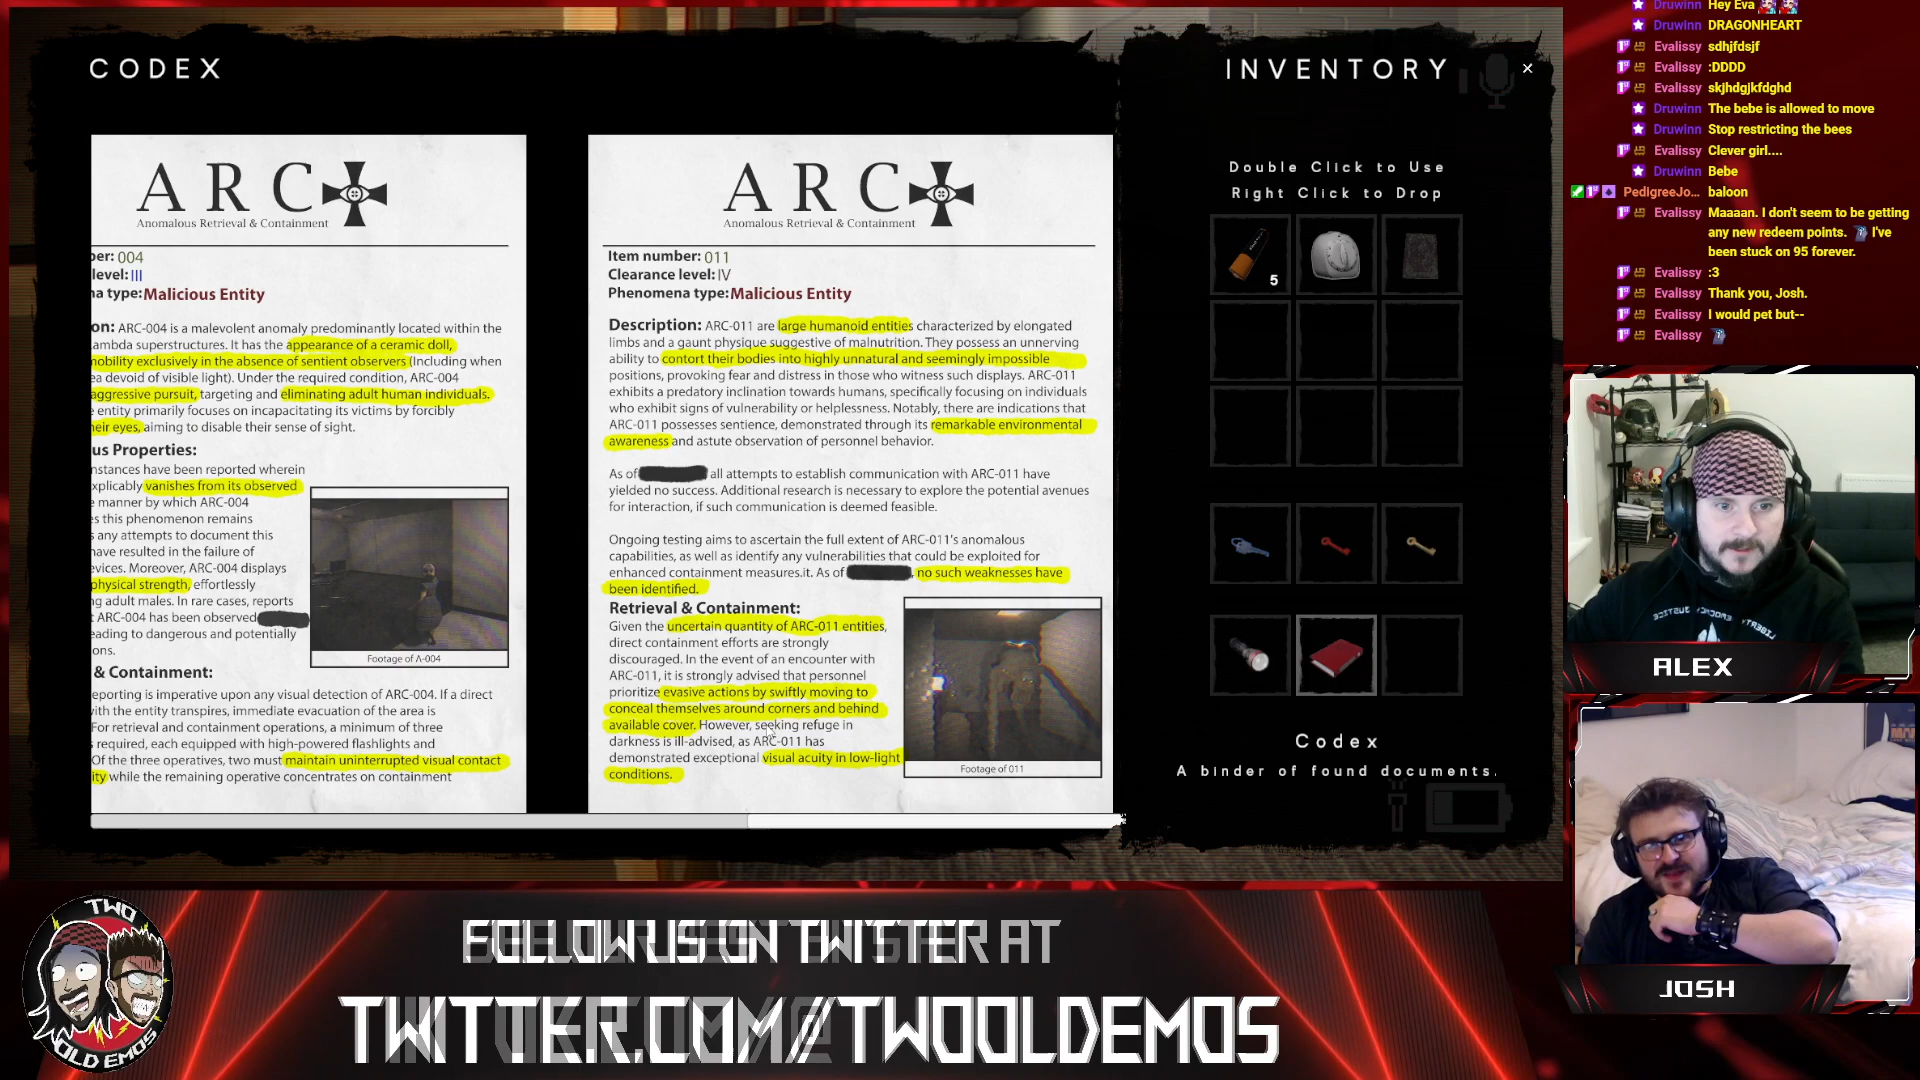 CODEX
ARC
Anomalous Retrieval & Containment
ber: 004
level: III
na type: Malicious Entity
on: ARC-004 is a malevolent anomaly predominantly located within the
ambda superstructures. It has the appearance of a ceramic doll,
mobility exclusively in the absence of sentient observers (Including when
ea devoid of visible light). Under the required condition, ARC-004
aggressive pursuit, targeting and eliminating adult human individuals.
e entity primarily focuses on incapacitating its victims by forcibly
heir eyes, aiming to disable their sense of sight.
us Properties:
nstances have been reported wherein
xplicably vanishes from its observed
e manner by which ARC-004
es this phenomenon remains
s any attempts to document this
have resulted in the failure of
evices. Moreover, ARC-004 displays
physical strength, effortlessly
ng adult males. In rare cases, reports
t ARC-004 has been observed
eading to dangerous and potentially
ons.
Footage of A-004
& Containment:
eporting is imperative upon any visual detection of ARC-004. If a direct
with the entity transpires, immediate evacuation of the area is
For retrieval and containment operations, a minimum of three
s required, each equipped with high-powered flashlights and
Of the three operatives, two must maintain uninterrupted visual contact
ity while the remaining operative concentrates on containment
ARC
Anomalous Retrieval & Containment
Item number: 011
Clearance level: IV
Phenomena type: Malicious Entity
Description: ARC-011 are large humanoid entities characterized by elongated
limbs and a gaunt physique suggestive of malnutrition. They possess an unnerving
ability to contort their bodies into highly unnatural and seemingly impossible
positions, provoking fear and distress in those who witness such displays. ARC-011
exhibits a predatory inclination towards humans, specifically focusing on individuals
who exhibit signs of vulnerability or helplessness. Notably, there are indications that
ARC-011 possesses sentience, demonstrated through its remarkable environmental
awareness and astute observation of personnel behavior.
As of all attempts to establish communication with ARC-011 have
yielded no success. Additional research is necessary to explore the potential avenues
for interaction, if such communication is deemed feasible.
Ongoing testing aims to ascertain the full extent of ARC-011's anomalous
capabilities, as well as identify any vulnerabilities that could be exploited for
enhanced containment measures.it. As of , no such weaknesses have
been identified.
Retrieval & Containment:
Given the uncertain quantity of ARC-011 entities,
direct containment efforts are strongly
discouraged. In the event of an encounter with
ARC-011, it is strongly advised that personnel
prioritize evasive actions by swiftly moving to
conceal themselves around corners and behind
available cover. However, seeking refuge in
darkness is ill-advised, as ARC-011 has
demonstrated exceptional visual acuity in low-light
conditions.
Footage of 011
INVENTORY
×
Double Click to Use
Right Click to Drop
5
Codex
A binder of found documents.
Druwinn Hey Eva
Druwinn DRAGONHEART
Evalissy sdhjfdsjf
Evalissy :DDDD
Evalissy skjhdgjkfdghd
Druwinn The bebe is allowed to move
Druwinn Stop restricting the bees
Evalissy Clever girl....
Druwinn Bebe
PedigreeJo... baloon
Evalissy Maaaan. I don't seem to be getting
any new redeem points. I've
been stuck on 95 forever.
Evalissy :3
Evalissy Thank you, Josh.
Evalissy I would pet but--
Evalissy
ALEX
JOSH
TWO
OLD EMOS
TWITTER.COM/TWOOLDEMOS